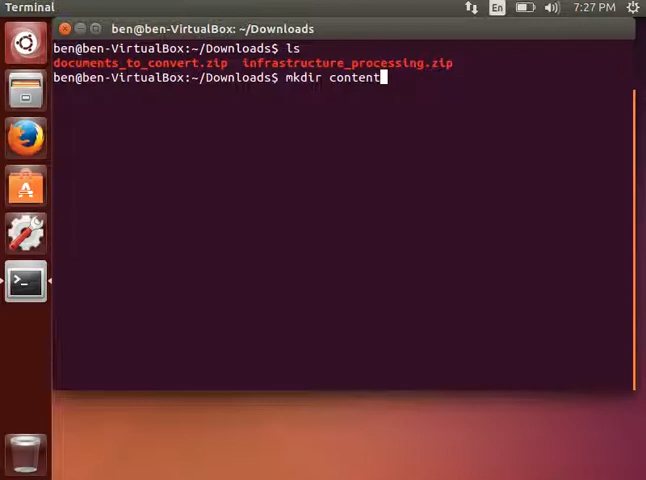 Terminal
En
7:27 PM
ben@ben-VirtualBox: ~/Downloads
ben@ben-VirtualBox:~/Downloads$ ls
documents_to_convert.zip infrastructure_processing.zip
ben@ben-VirtualBox:~/Downloads$ mkdir content